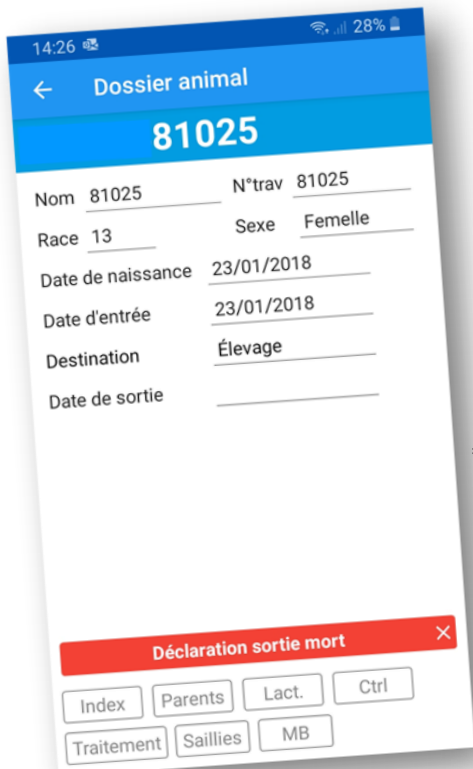 14:26 28%
Dossier animal
81025
Nom 81025 N°trav 81025
Race 13 Sexe Femelle
Date de naissance 23/01/2018
Date d'entrée 23/01/2018
Destination Élevage
Date de sortie
Déclaration sortie mort
Index Parents Lact. Ctrl
Traitement Saillies MB